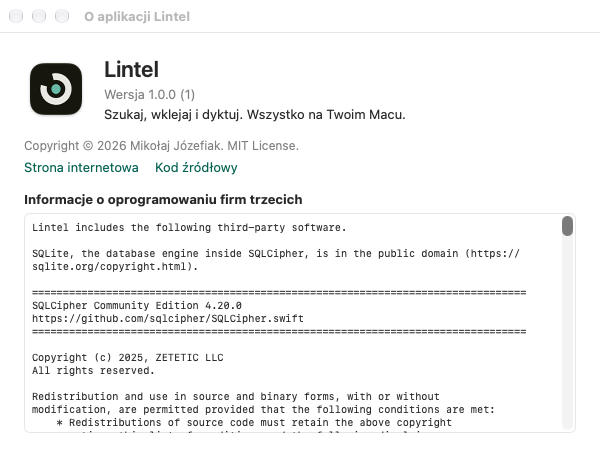 O aplikacji Lintel
Lintel
Wersja 1.0.0 (1)
Szukaj, wklejaj i dyktuj. Wszystko na Twoim Macu.
Copyright © 2026 Mikołaj Józefiak. MIT License.
Strona internetowa Kod źródłowy
Informacje o oprogramowaniu firm trzecich
Lintel includes the following third-party software.
SQLite, the database engine inside SQLCipher, is in the public domain (https://
sqlite.org/copyright.html).
================================================================================
SQLCipher Community Edition 4.20.0
https://github.com/sqlcipher/SQLCipher.swift
================================================================================
Copyright (c) 2025, ZETETIC LLC
All rights reserved.
Redistribution and use in source and binary forms, with or without
modification, are permitted provided that the following conditions are met:
* Redistributions of source code must retain the above copyright